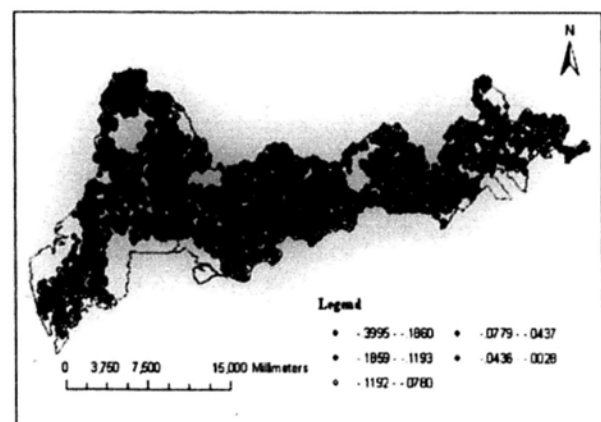 N
Legend
-.3995 - -.1860
-.0779 - -.0437
-.1859 - -.1193
-.0436 - -.0028
-.1192 - -.0780
0 3,750 7,500 15,000 Millimeters